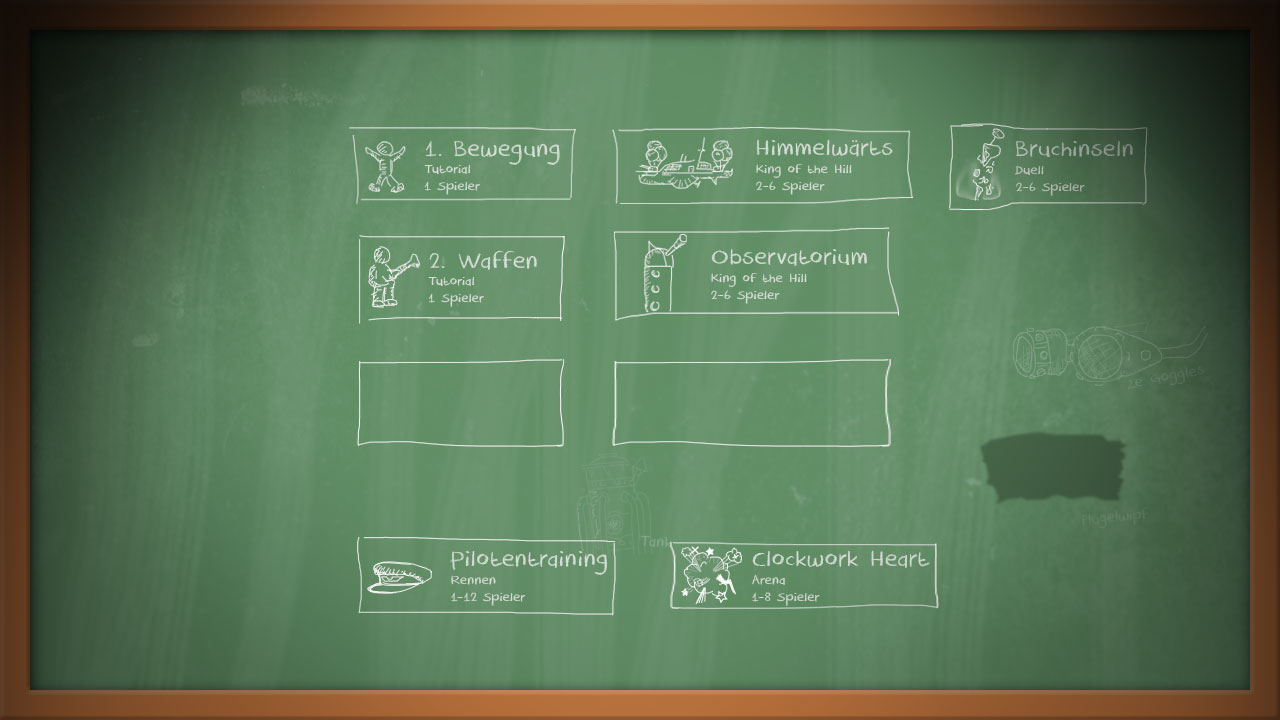 1. Bewegung
Tutorial
1 Spieler
Himmelwärts
King of the Hill
2-6 Spieler
Bruchinseln
Duell
2-6 Spieler
2. Waffen
Tutorial
1 Spieler
Observatorium
King of the Hill
2-6 Spieler
2e Goggles
Tank
Pilotentraining
Rennen
1-12 Spieler
Clockwork Heart
Arena
1-8 Spieler